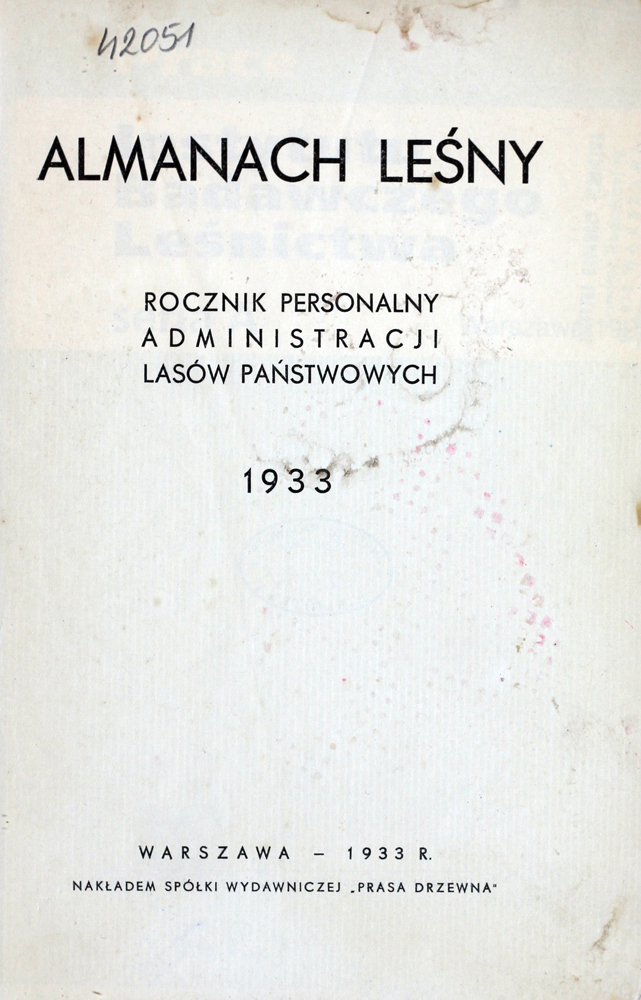 42051
ALMANACH LEŚNY
ROCZNIK PERSONALNY
ADMINISTRACJI
LASÓW PAŃSTWOWYCH
1933
WARSZAWA – 1933 R.
NAKŁADEM SPÓŁKI WYDAWNICZEJ „PRASA DRZEWNA"